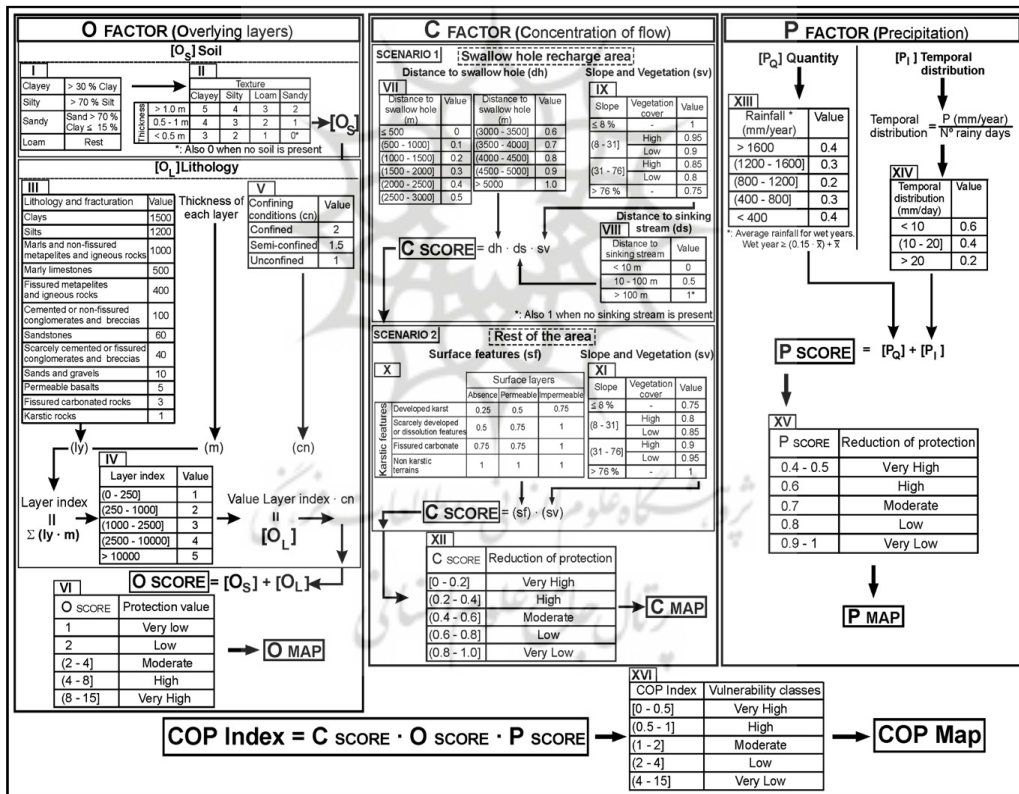 O FACTOR (Overlying layers)
[OS] Soil
I
Clayey > 30 % Clay
Silty > 70 % Silt
Sandy Sand > 70 % Clay ≤ 15 %
Loam Rest
II
Texture
Clayey Silty Loam Sandy
Thickness
> 1.0 m 5 4 3 2
0.5 - 1 m 4 3 2 1
< 0.5 m 3 2 1 0*
*: Also 0 when no soil is present
[OS]
[OL] Lithology
III
Lithology and fracturation Value
Clays 1500
Silts 1200
Marls and non-fissured metapelites and igneous rocks 1000
Marly limestones 500
Fissured metapelites and igneous rocks 400
Cemented or non-fissured conglomerates and breccias 100
Sandstones 60
Scarcely cemented or fissured conglomerates and breccias 40
Sands and gravels 10
Permeable basalts 5
Fissured carbonated rocks 3
Karstic rocks 1
Thickness of each layer
V
Confining conditions (cn) Value
Confined 2
Semi-confined 1.5
Unconfined 1
(ly)
(m)
(cn)
Layer index
=
Σ (ly · m)
IV
Layer index Value
(0 - 250] 1
(250 - 1000] 2
(1000 - 2500] 3
(2500 - 10000] 4
> 10000 5
Value Layer index · cn
=
[OL]
O SCORE = [OS] + [OL]
VI
O SCORE Protection value
1 Very low
2 Low
(2 - 4] Moderate
(4 - 8] High
(8 - 15] Very High
O MAP
C FACTOR (Concentration of flow)
SCENARIO 1
Swallow hole recharge area
Distance to swallow hole (dh)
VII
Distance to swallow hole (m) Value Distance to swallow hole (m) Value
≤ 500 0 (3000 - 3500] 0.6
(500 - 1000] 0.1 (3500 - 4000] 0.7
(1000 - 1500] 0.2 (4000 - 4500] 0.8
(1500 - 2000] 0.3 (4500 - 5000] 0.9
(2000 - 2500] 0.4 > 5000 1.0
(2500 - 3000] 0.5
Slope and Vegetation (sv)
IX
Slope Vegetation cover Value
≤ 8 % - 1
(8 - 31] High 0.95
Low 0.9
(31 - 76] High 0.85
Low 0.8
> 76 % - 0.75
Distance to sinking stream (ds)
VIII
Distance to sinking stream Value
< 10 m 0
10 - 100 m 0.5
> 100 m 1*
*: Also 1 when no sinking stream is present
C SCORE = dh · ds · sv
SCENARIO 2
Rest of the area
Surface features (sf)
X
Surface layers
Absence Permeable Impermeable
Karstic features
Developed karst 0.25 0.5 0.75
Scarcely developed or dissolution features 0.5 0.75 1
Fissured carbonate 0.75 0.75 1
Non karstic terrains 1 1 1
Slope and Vegetation (sv)
XI
Slope Vegetation cover Value
≤ 8 % - 0.75
(8 - 31] High 0.8
Low 0.85
(31 - 76] High 0.9
Low 0.95
> 76 % - 1
C SCORE = (sf) · (sv)
XII
C SCORE Reduction of protection
[0 - 0.2] Very High
(0.2 - 0.4] High
(0.4 - 0.6] Moderate
(0.6 - 0.8] Low
(0.8 - 1.0] Very Low
C MAP
P FACTOR (Precipitation)
[PQ] Quantity
XIII
Rainfall * (mm/year) Value
> 1600 0.4
(1200 - 1600] 0.3
(800 - 1200] 0.2
(400 - 800] 0.3
< 400 0.4
*: Average rainfall for wet years.
Wet year ≥ (0.15 · x̄) + x̄
[PI] Temporal distribution
Temporal distribution = P (mm/year) / Nº rainy days
XIV
Temporal distribution (mm/day) Value
< 10 0.6
(10 - 20] 0.4
> 20 0.2
P SCORE = [PQ] + [PI]
XV
P SCORE Reduction of protection
0.4 - 0.5 Very High
0.6 High
0.7 Moderate
0.8 Low
0.9 - 1 Very Low
P MAP
COP Index = C SCORE · O SCORE · P SCORE
XVI
COP Index Vulnerability classes
[0 - 0.5] Very High
(0.5 - 1] High
(1 - 2] Moderate
(2 - 4] Low
(4 - 15] Very Low
COP Map
پژوهشگاه علوم انسانی و مطالعات فرهنگی
پرتال جامع علوم انسانی